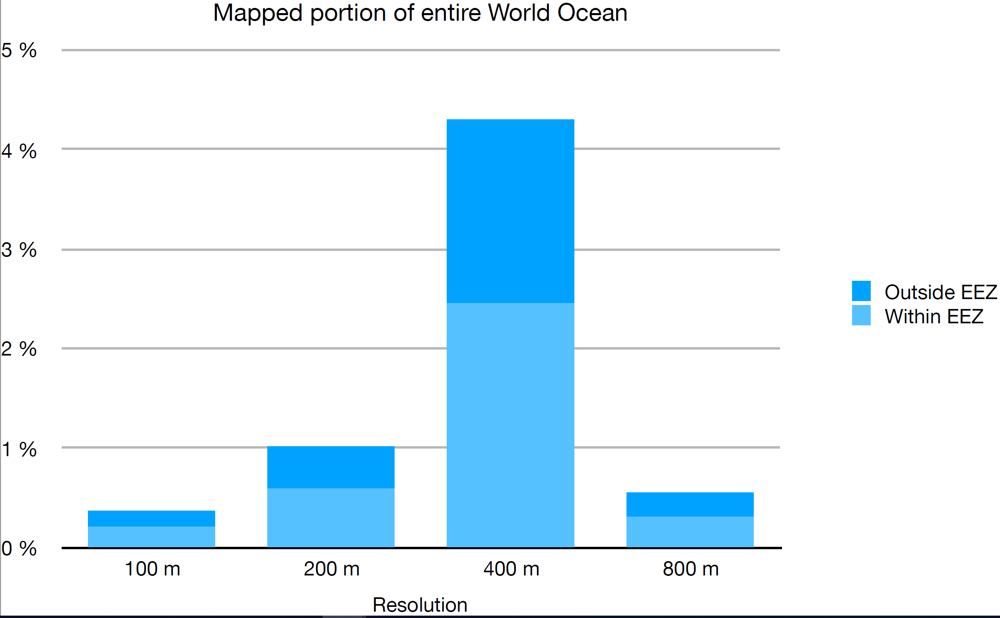 Mapped portion of entire World Ocean
5 %
4 %
3 %
2 %
1 %
0 %
100 m 200 m 400 m 800 m
Resolution
Outside EEZ
Within EEZ